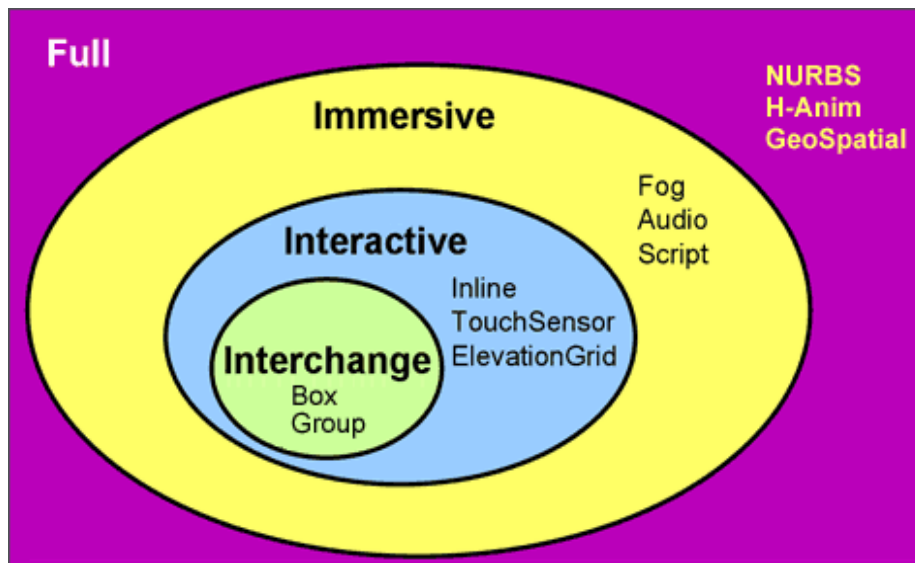 Full
Immersive
NURBS
H-Anim
GeoSpatial
Fog
Audio
Script
Interactive
Inline
TouchSensor
ElevationGrid
Interchange
Box
Group